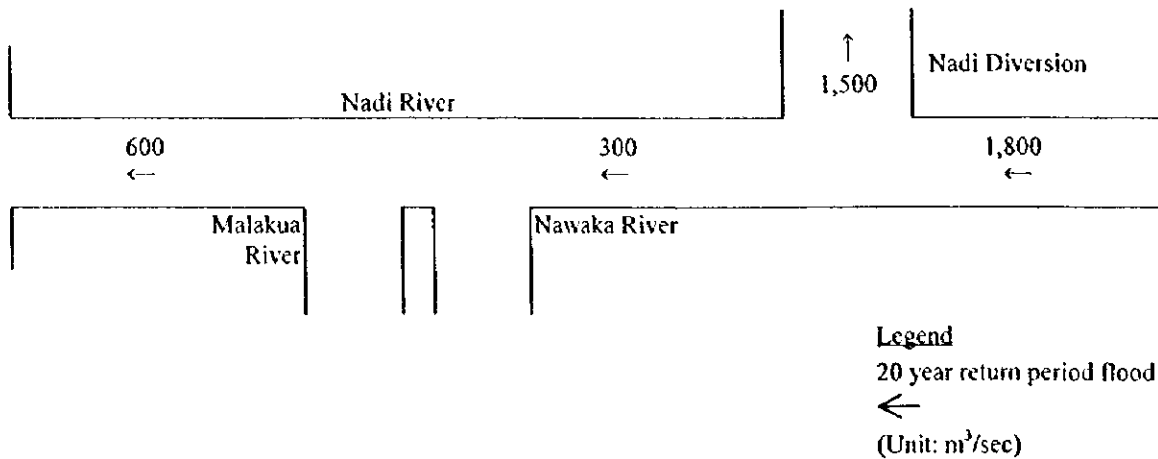 ↑
1,500
Nadi Diversion
Nadi River
600
←
300
←
1,800
←
Malakua
River
Nawaka River
Legend
20 year return period flood
←
(Unit: m³/sec)